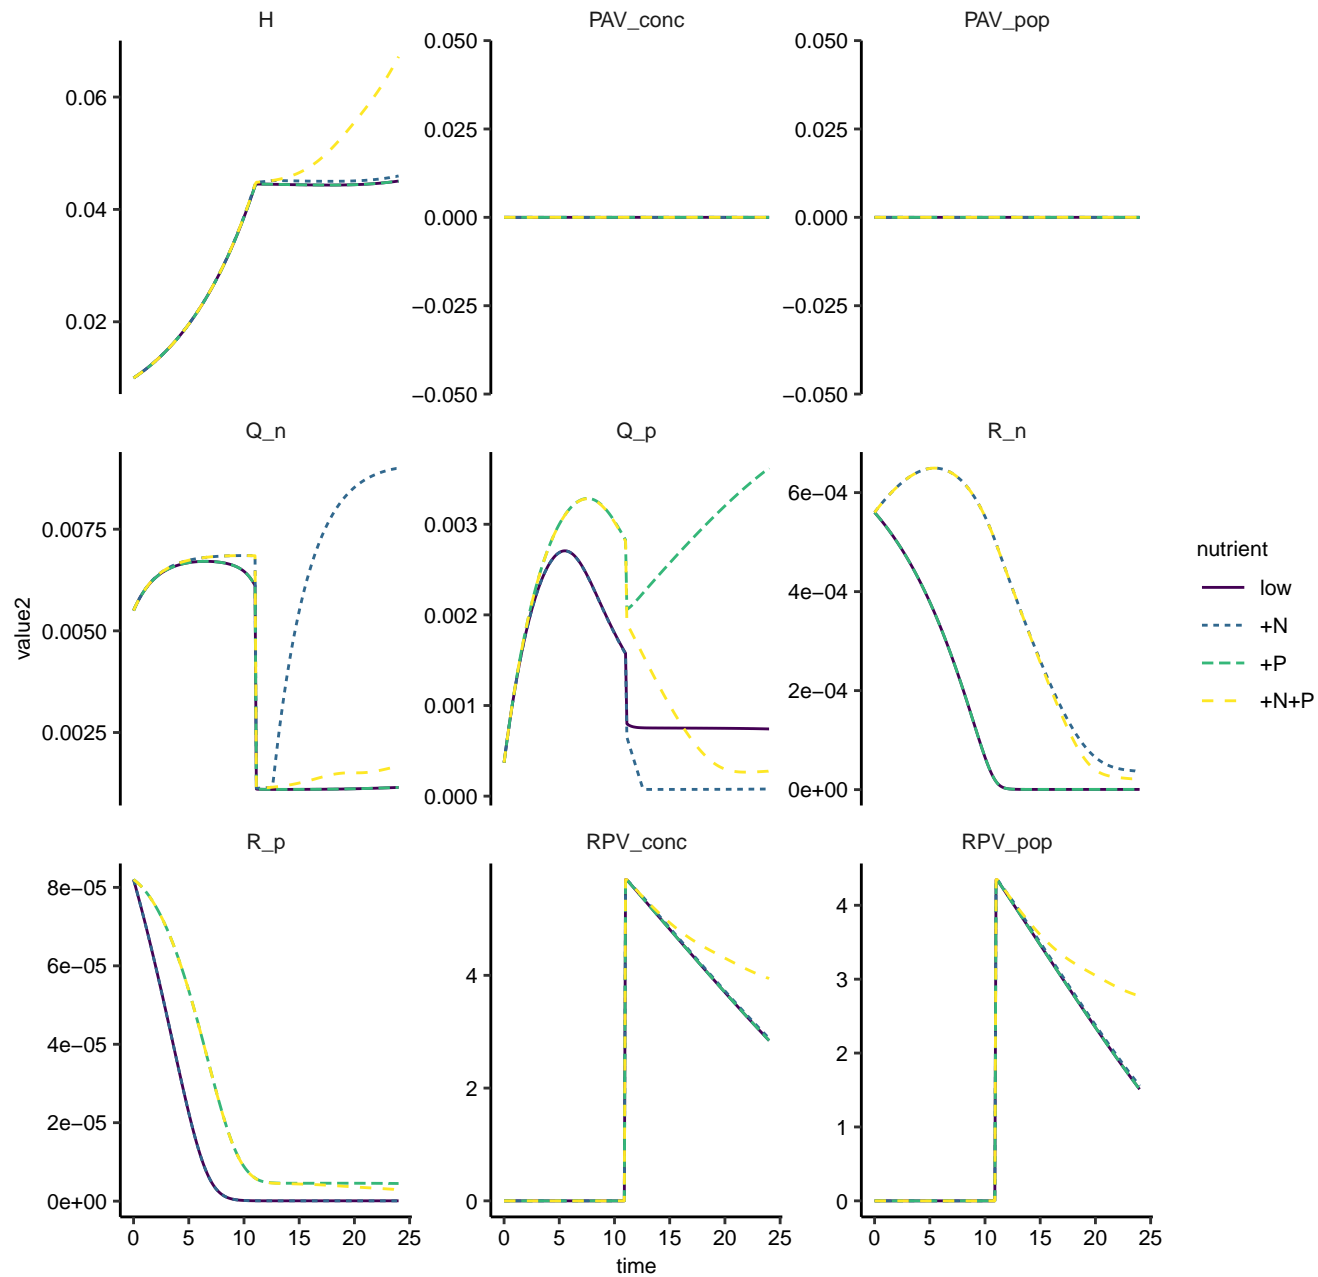 H
PAV_conc
PAV_pop
0.06
0.04
0.02
0.050
0.025
0.000
−0.025
−0.050
0.050
0.025
0.000
−0.025
−0.050
Q_n
Q_p
R_n
0.0075
0.0050
0.0025
0.003
0.002
0.001
0.000
6e−04
4e−04
2e−04
0e+00
value2
nutrient
low
+N
+P
+N+P
R_p
RPV_conc
RPV_pop
8e−05
6e−05
4e−05
2e−05
0e+00
4
2
0
4
3
2
1
0
0 5 10 15 20 25
0 5 10 15 20 25
0 5 10 15 20 25
time